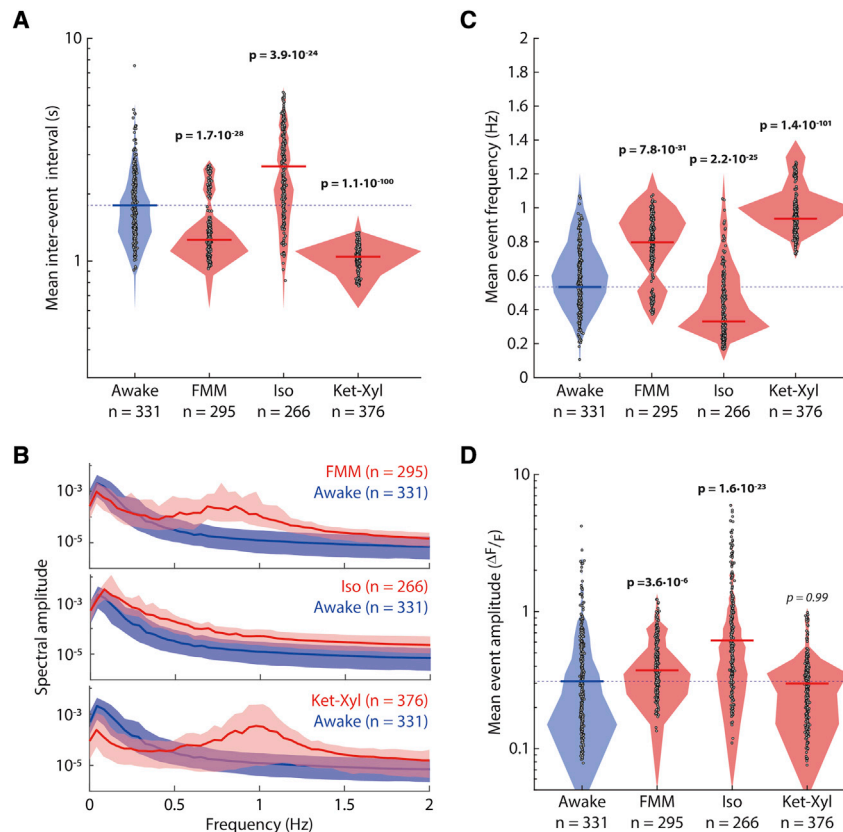 A
Mean inter-event interval (s)
10
1
p = 3.9·10-24
p = 1.7·10-28
p = 1.1·10-100
Awake FMM Iso Ket-Xyl
n = 331 n = 295 n = 266 n = 376
C
Mean event frequency (Hz)
2
1.8
1.6
1.4
1.2
1
0.8
0.6
0.4
0.2
0
p = 1.4·10-101
p = 7.8·10-31
p = 2.2·10-25
Awake FMM Iso Ket-Xyl
n = 331 n = 295 n = 266 n = 376
B
Spectral amplitude
FMM (n = 295)
Awake (n = 331)
10-3
10-5
Iso (n = 266)
Awake (n = 331)
10-3
10-5
Ket-Xyl (n = 376)
Awake (n = 331)
10-3
10-5
0 0.5 1 1.5 2
Frequency (Hz)
D
Mean event amplitude (ΔF/F)
10
1
0.1
p = 1.6·10-23
p =3.6·10-6
p = 0.99
Awake FMM Iso Ket-Xyl
n = 331 n = 295 n = 266 n = 376